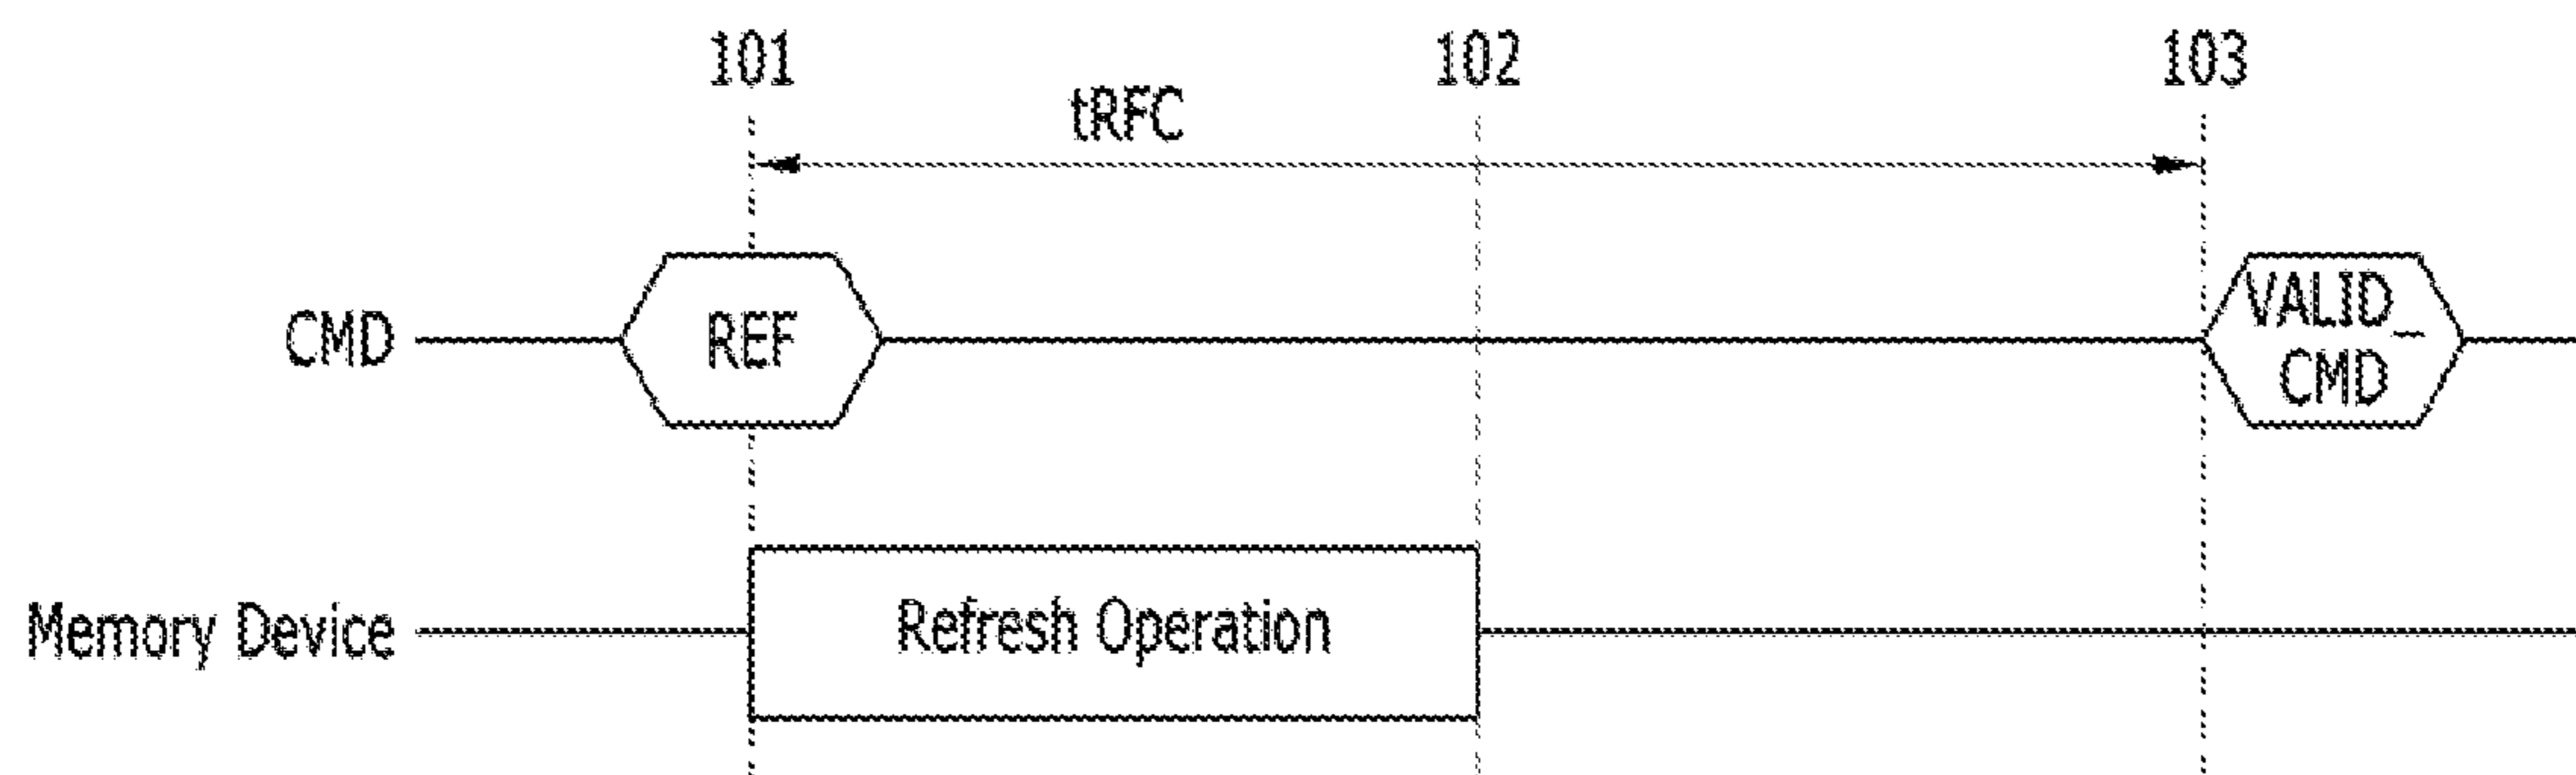 101
102
103
tRFC
CMD
REF
VALID_
CMD
Memory Device
Refresh Operation